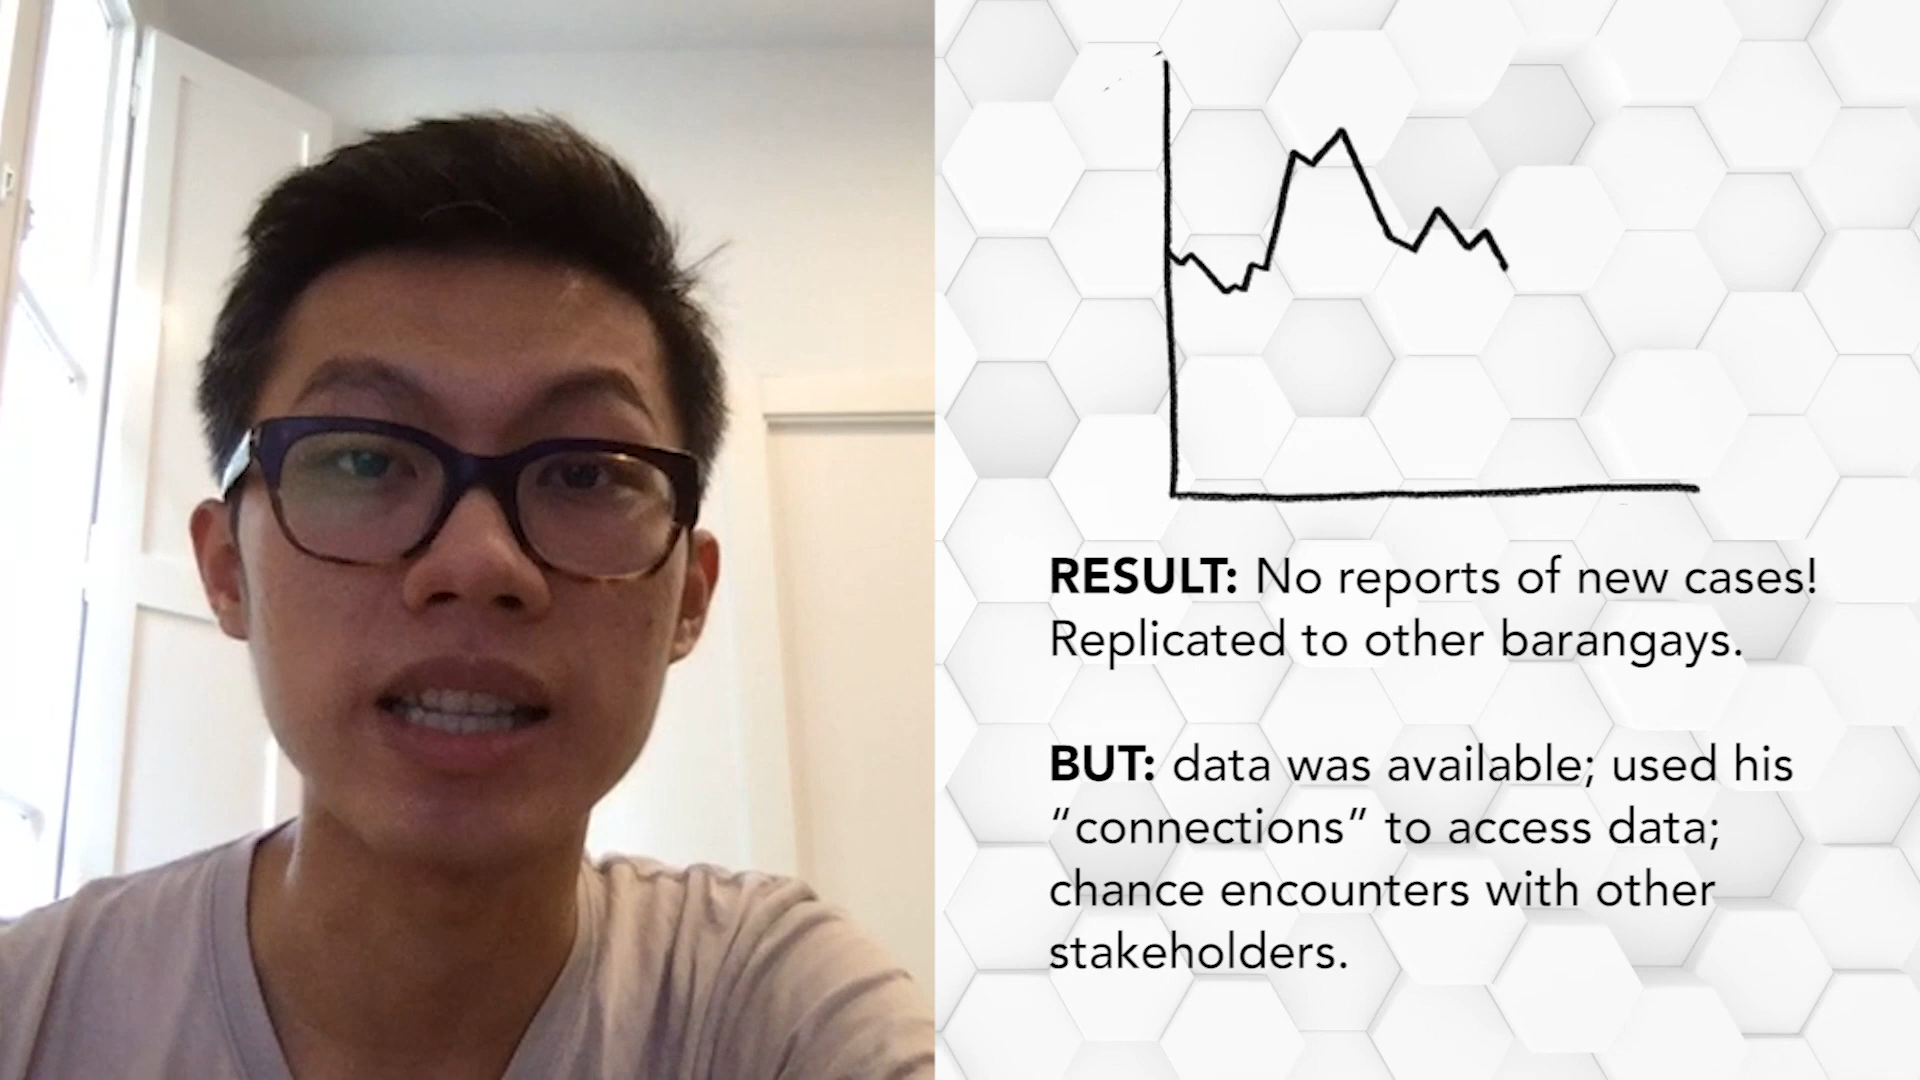 RESULT: No reports of new cases!
Replicated to other barangays.
BUT: data was available; used his
“connections” to access data;
chance encounters with other
stakeholders.